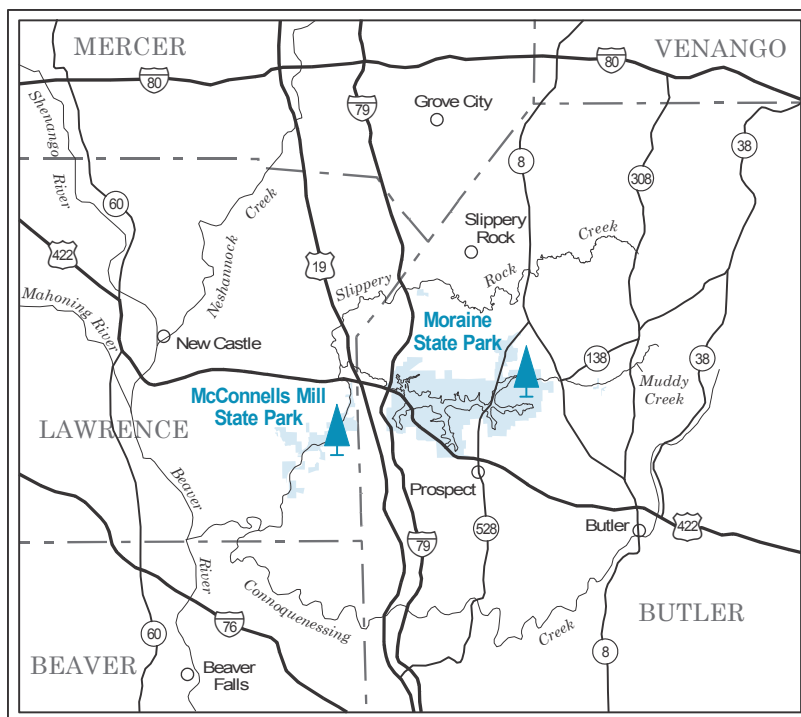 MERCER
VENANGO
80
80
79
Grove City
38
Shenango
River
8
308
60
Creek
Neshannock
Slippery
Rock
Creek
422
19
Slippery
Rock
Mahoning River
New Castle
Moraine
State Park
138
38
Muddy
Creek
McConnells Mill
State Park
LAWRENCE
Beaver
River
Prospect
528
Butler
422
79
Connoquenessing
Creek
BUTLER
76
60
8
BEAVER
Beaver
Falls